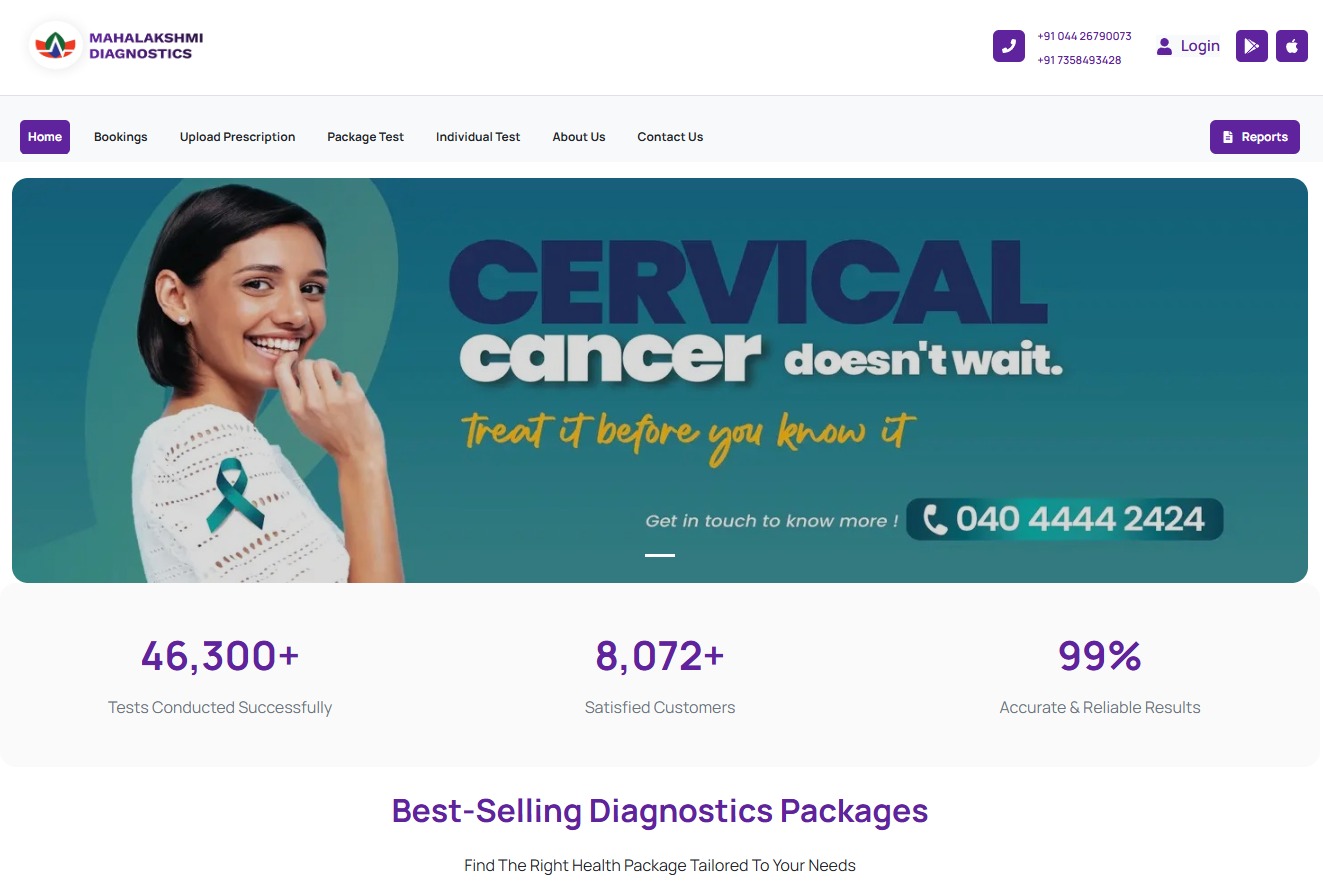 MAHALAKSHMI
DIAGNOSTICS
+91 044 26790073
+91 7358493428
Login
Home
Bookings
Upload Prescription
Package Test
Individual Test
About Us
Contact Us
Reports
CERVICAL
cancer doesn't wait.
treat it before you know it
Get in touch to know more ! 040 4444 2424
46,300+
Tests Conducted Successfully
8,072+
Satisfied Customers
99%
Accurate & Reliable Results
Best-Selling Diagnostics Packages
Find The Right Health Package Tailored To Your Needs